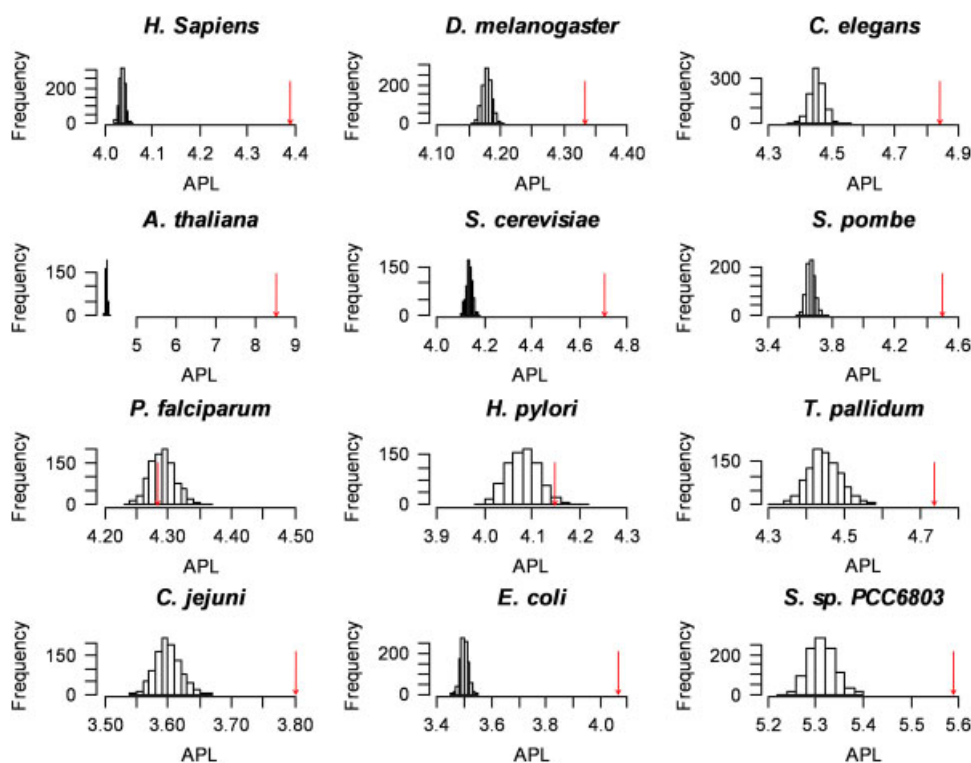 H. Sapiens
D. melanogaster
C. elegans
Frequency
0 200
4.0 4.1 4.2 4.3 4.4
APL
Frequency
0 200
4.10 4.20 4.30 4.40
APL
Frequency
0 300
4.3 4.5 4.7 4.9
APL
A. thaliana
S. cerevisiae
S. pombe
Frequency
0 150
5 6 7 8 9
APL
Frequency
0 150
4.0 4.2 4.4 4.6 4.8
APL
Frequency
0 200
3.4 3.8 4.2 4.6
APL
P. falciparum
H. pylori
T. pallidum
Frequency
0 150
4.20 4.30 4.40 4.50
APL
Frequency
0 150
3.9 4.0 4.1 4.2 4.3
APL
Frequency
0 150
4.3 4.5 4.7
APL
C. jejuni
E. coli
S. sp. PCC6803
Frequency
0 150
3.50 3.60 3.70 3.80
APL
Frequency
0 200
3.4 3.6 3.8 4.0
APL
Frequency
0 200
5.2 5.3 5.4 5.5 5.6
APL